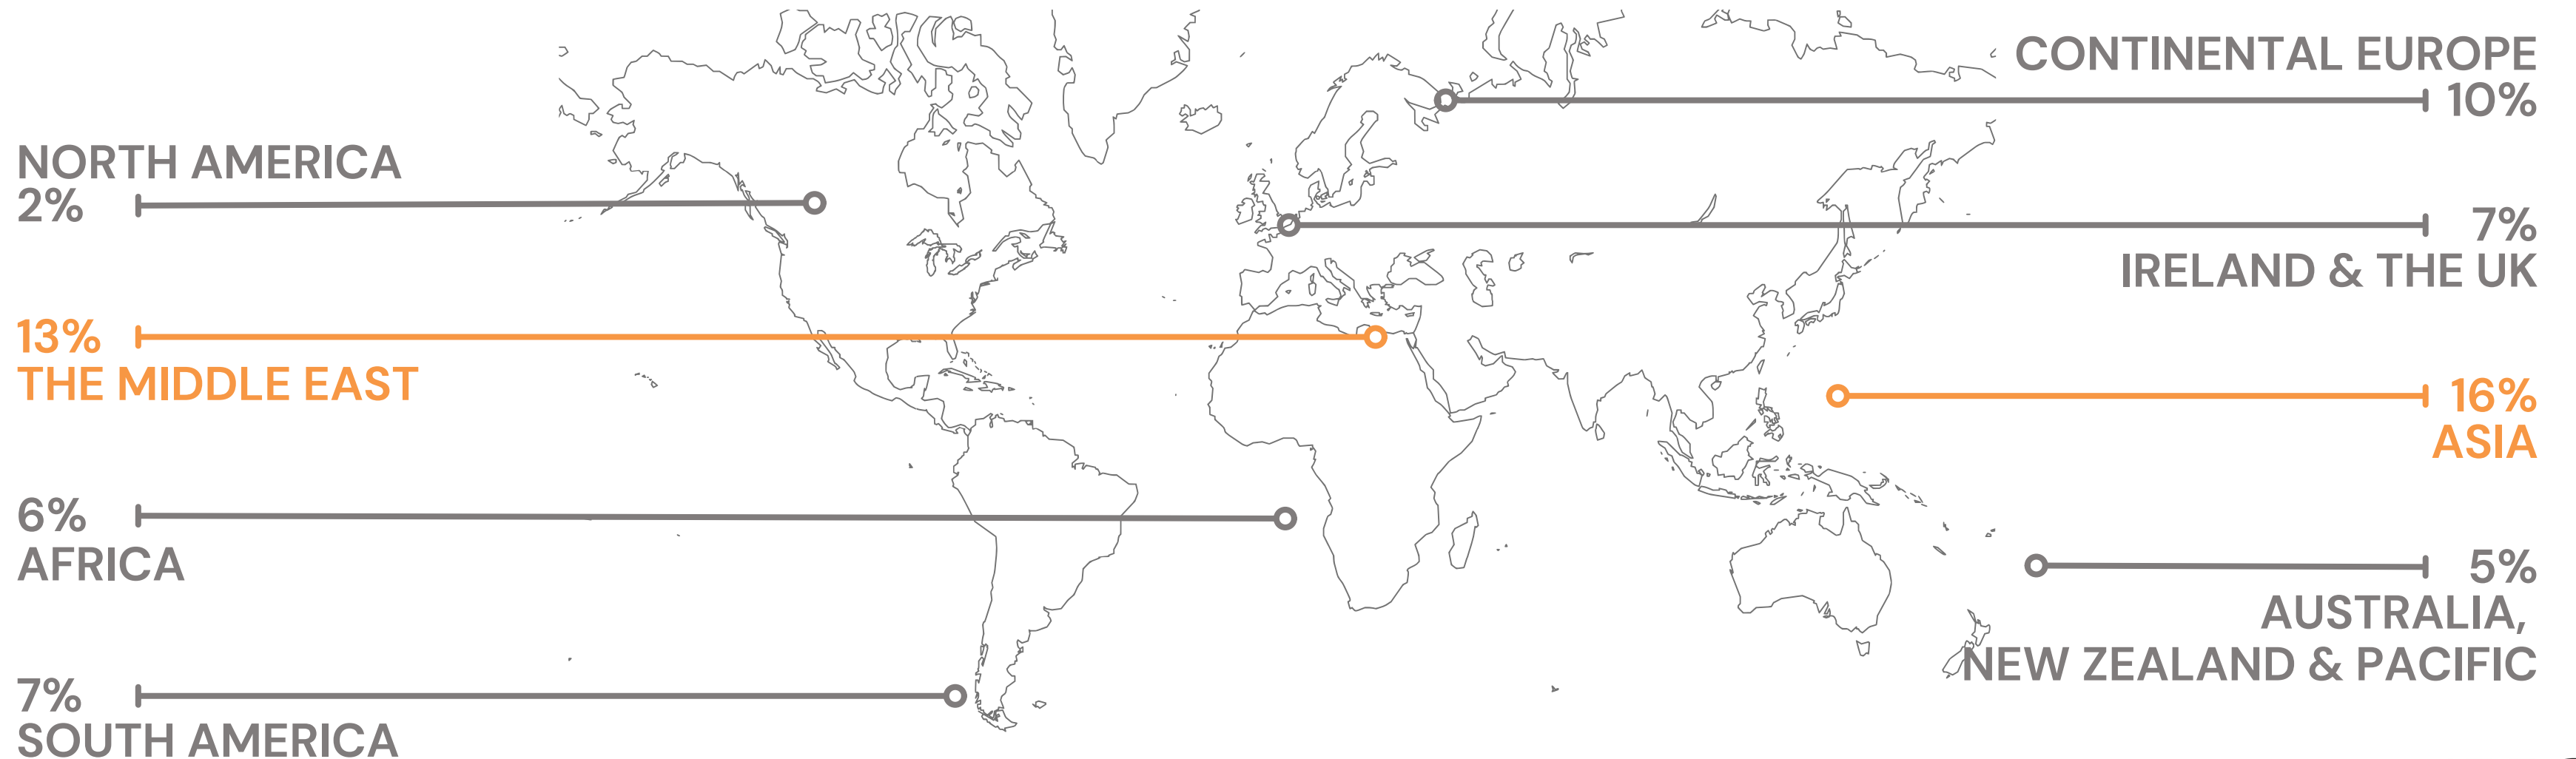 NORTH AMERICA
2%
13%
THE MIDDLE EAST
6%
AFRICA
7%
SOUTH AMERICA
CONTINENTAL EUROPE
10%
7%
IRELAND & THE UK
16%
ASIA
5%
AUSTRALIA,
NEW ZEALAND & PACIFIC